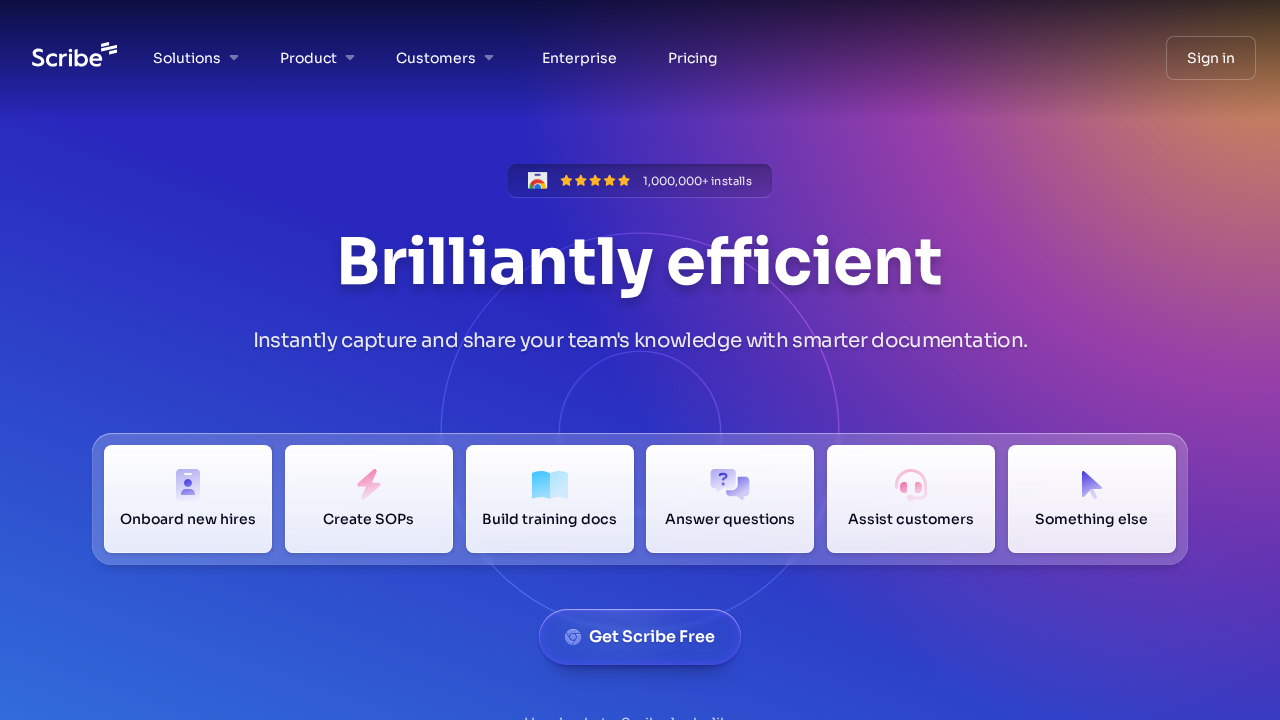 Scribe
Solutions
Product
Customers
Enterprise
Pricing
Sign in
1,000,000+ installs
Brilliantly efficient
Instantly capture and share your team's knowledge with smarter documentation.
Onboard new hires
Create SOPs
Build training docs
Answer questions
Assist customers
Something else
Get Scribe Free